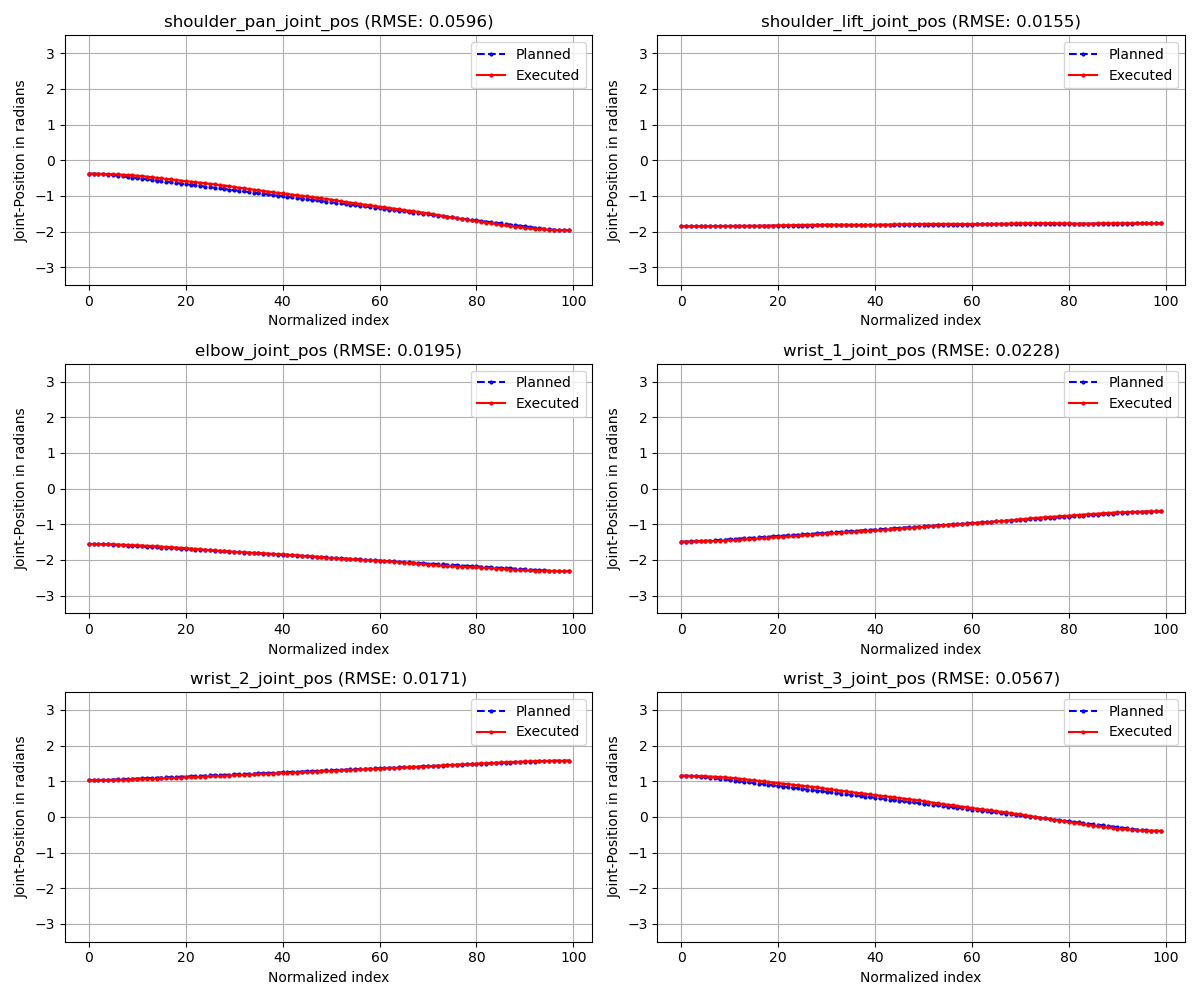 shoulder_pan_joint_pos (RMSE: 0.0596)
Joint-Position in radians
3
2
1
0
−1
−2
−3
Planned
Executed
0 20 40 60 80 100
Normalized index
shoulder_lift_joint_pos (RMSE: 0.0155)
Joint-Position in radians
3
2
1
0
−1
−2
−3
Planned
Executed
0 20 40 60 80 100
Normalized index
elbow_joint_pos (RMSE: 0.0195)
Joint-Position in radians
3
2
1
0
−1
−2
−3
Planned
Executed
0 20 40 60 80 100
Normalized index
wrist_1_joint_pos (RMSE: 0.0228)
Joint-Position in radians
3
2
1
0
−1
−2
−3
Planned
Executed
0 20 40 60 80 100
Normalized index
wrist_2_joint_pos (RMSE: 0.0171)
Joint-Position in radians
3
2
1
0
−1
−2
−3
Planned
Executed
0 20 40 60 80 100
Normalized index
wrist_3_joint_pos (RMSE: 0.0567)
Joint-Position in radians
3
2
1
0
−1
−2
−3
Planned
Executed
0 20 40 60 80 100
Normalized index